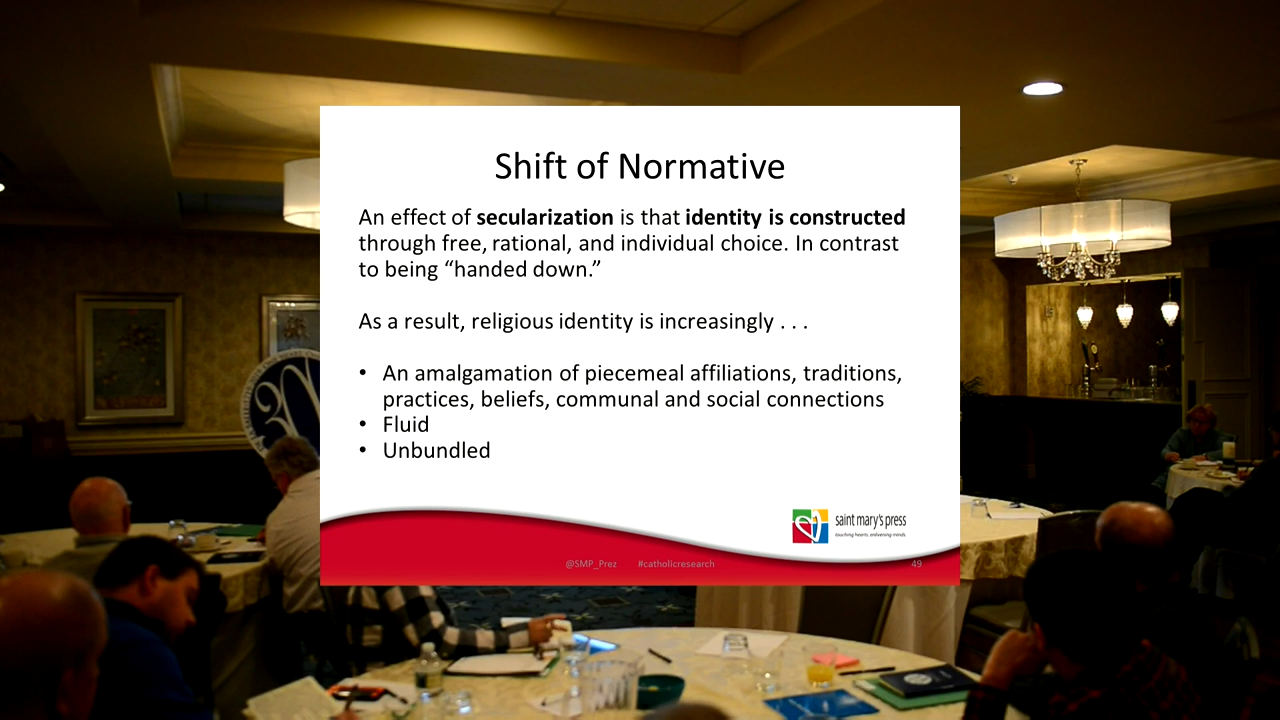 Shift of Normative
An effect of secularization is that identity is constructed
through free, rational, and individual choice. In contrast
to being “handed down.”
As a result, religious identity is increasingly . . .
• An amalgamation of piecemeal affiliations, traditions,
practices, beliefs, communal and social connections
• Fluid
• Unbundled
saint mary's press
touching hearts. enlivening minds.
@SMP_Prez #catholicresearch 49